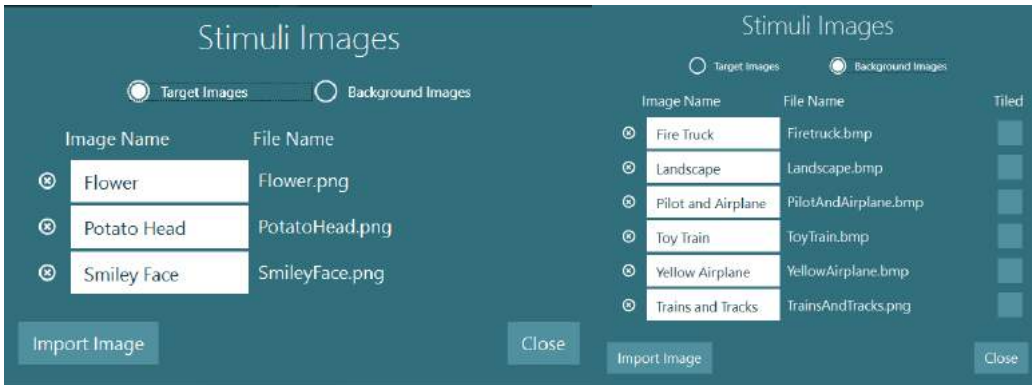 Stimuli Images
Target Images Background Images
Image Name File Name
Flower Flower.png
Potato Head PotatoHead.png
Smiley Face SmileyFace.png
Import Image Close
Stimuli Images
Target Images Background Images
Image Name File Name Tiled
Fire Truck Firetruck.bmp
Landscape Landscape.bmp
Pilot and Airplane PilotAndAirplane.bmp
Toy Train ToyTrain.bmp
Yellow Airplane YellowAirplane.bmp
Trains and Tracks TrainsAndTracks.png
Import Image Close